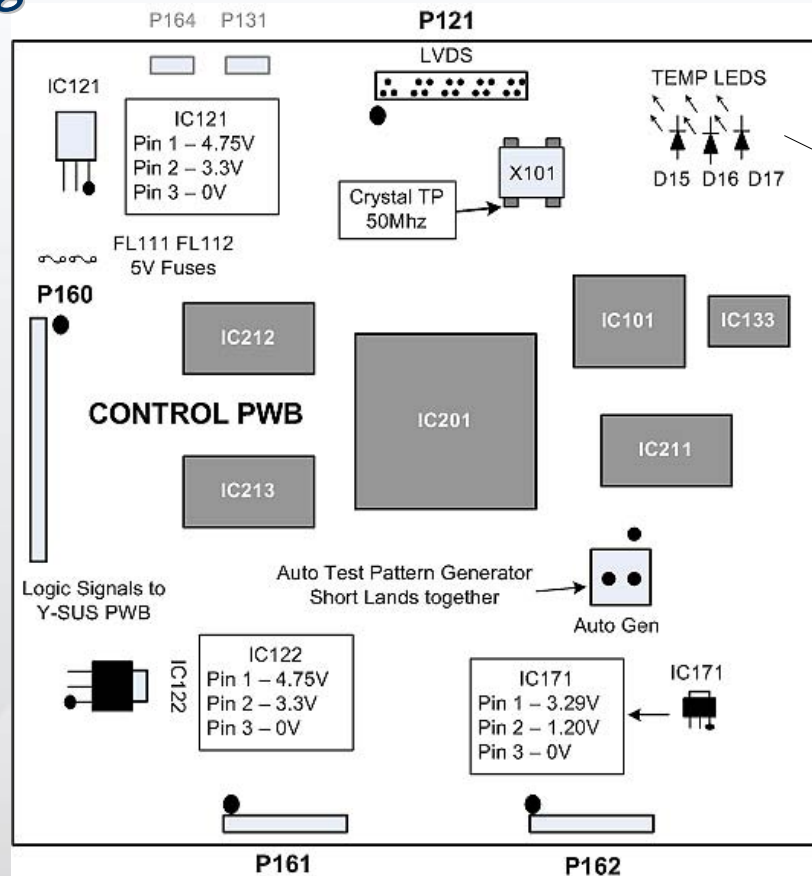 P164 P131 P121
LVDS
IC121
TEMP LEDS
IC121
Pin 1 – 4.75V
Pin 2 – 3.3V
Pin 3 – 0V
X101
D15 D16 D17
Crystal TP
50Mhz
FL111 FL112
5V Fuses
P160
IC212
IC101
IC133
CONTROL PWB
IC201
IC211
IC213
Logic Signals to
Y-SUS PWB
Auto Test Pattern Generator
Short Lands together
Auto Gen
IC122
IC122
Pin 1 – 4.75V
Pin 2 – 3.3V
Pin 3 – 0V
IC171
Pin 1 – 3.29V
Pin 2 – 1.20V
Pin 3 – 0V
IC171
P161
P162